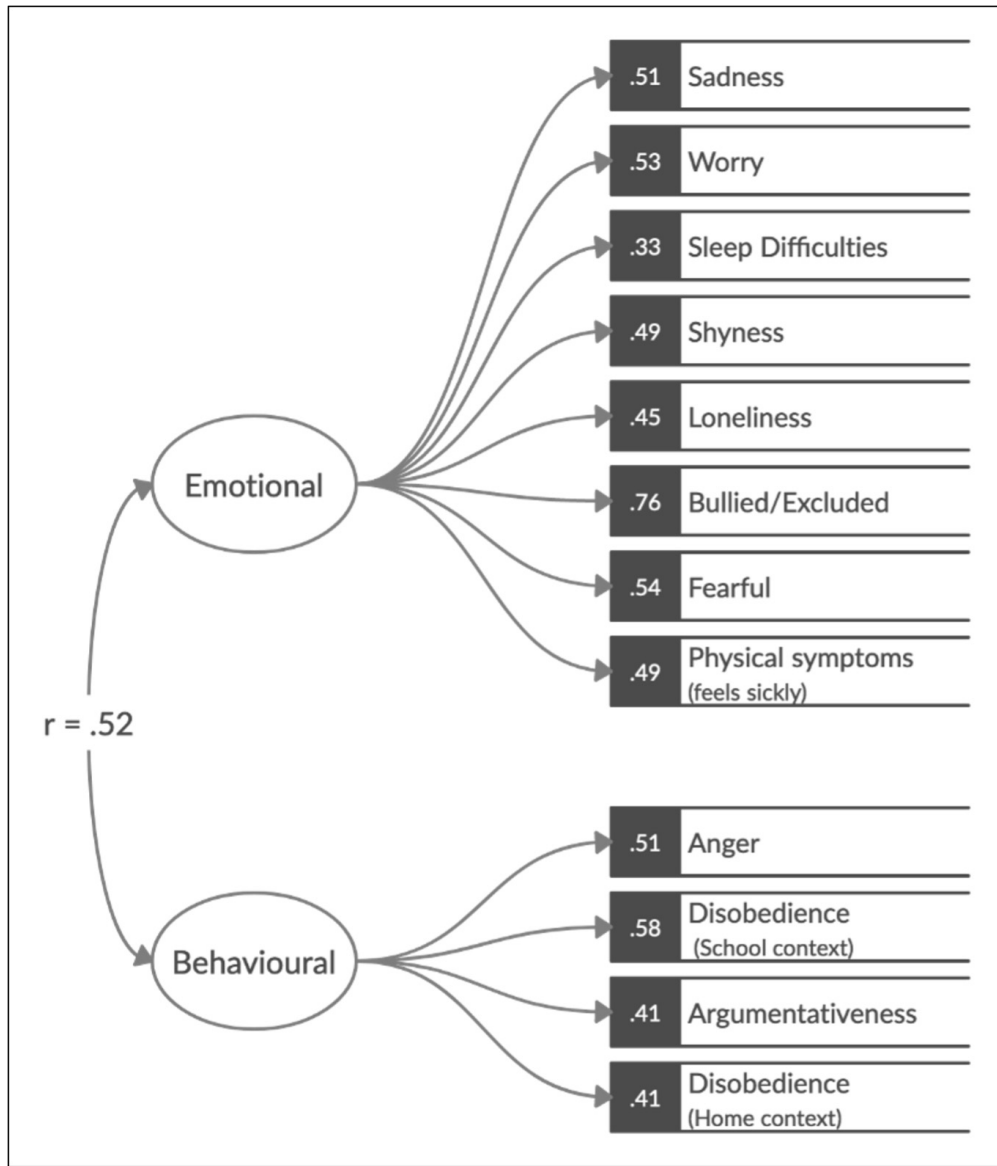 .51 Sadness
.53 Worry
.33 Sleep Difficulties
.49 Shyness
.45 Loneliness
Emotional
.76 Bullied/Excluded
.54 Fearful
.49 Physical symptoms
(feels sickly)
r = .52
.51 Anger
.58 Disobedience
(School context)
Behavioural
.41 Argumentativeness
.41 Disobedience
(Home context)